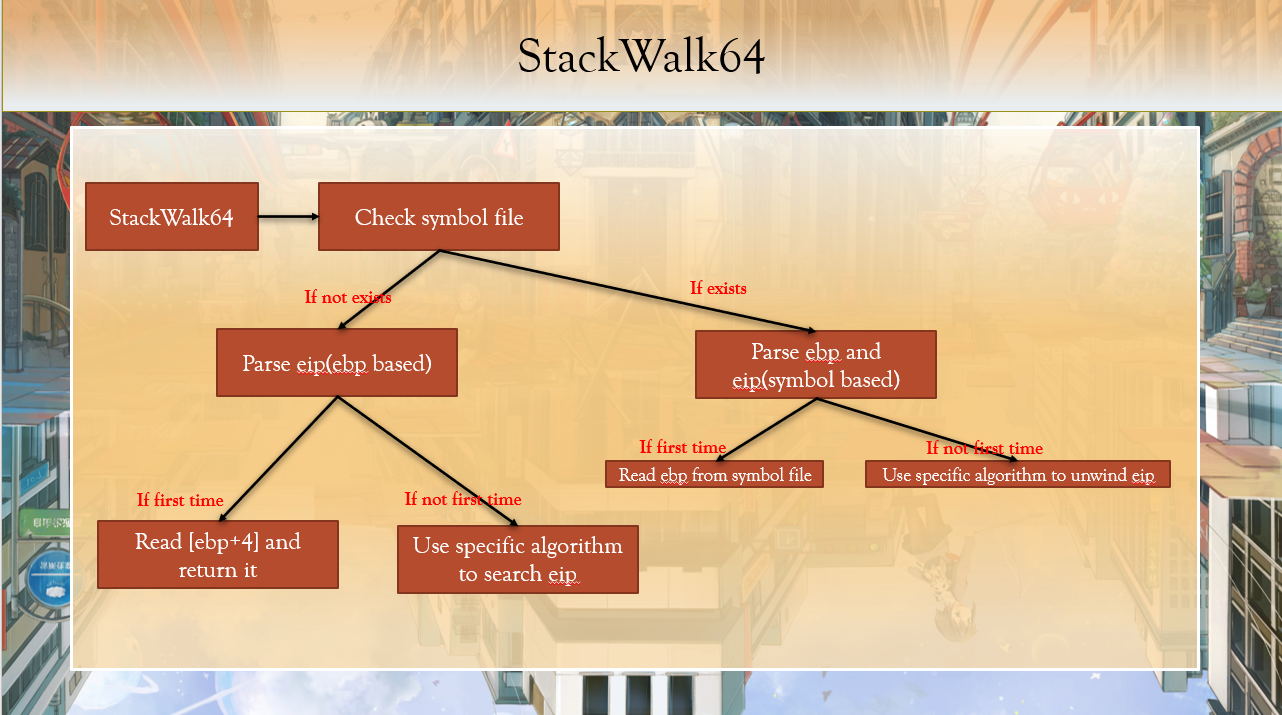 StackWalk64
StackWalk64
Check symbol file
If not exists
If exists
Parse eip(ebp based)
Parse ebp and
eip(symbol based)
If first time
If not first time
Read ebp from symbol file
Use specific algorithm to unwind eip
If first time
If not first time
Read [ebp+4] and
return it
Use specific algorithm
to search eip